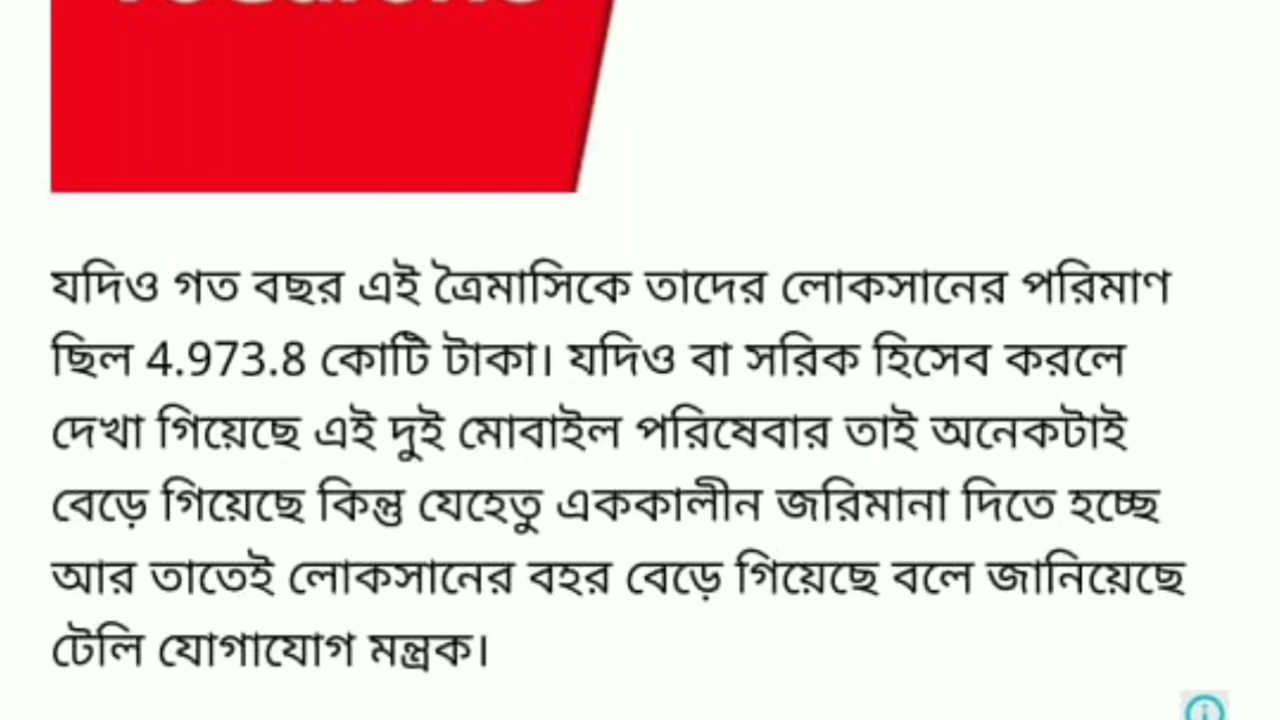 যদিও গত বছর এই ত্রৈমাসিকে তাদের লোকসানের পরিমাণ
ছিল 4.973.8 কোটি টাকা। যদিও বা সরিক হিসেব করলে
দেখা গিয়েছে এই দুই মোবাইল পরিষেবার তাই অনেকটাই
বেড়ে গিয়েছে কিন্তু যেহেতু এককালীন জরিমানা দিতে হচ্ছে
আর তাতেই লোকসানের বহর বেড়ে গিয়েছে বলে জানিয়েছে
টেলি যোগাযোগ মন্ত্রক।